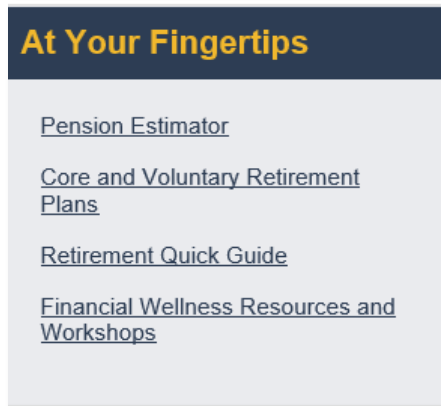 At Your Fingertips
Pension Estimator
Core and Voluntary Retirement
Plans
Retirement Quick Guide
Financial Wellness Resources and
Workshops